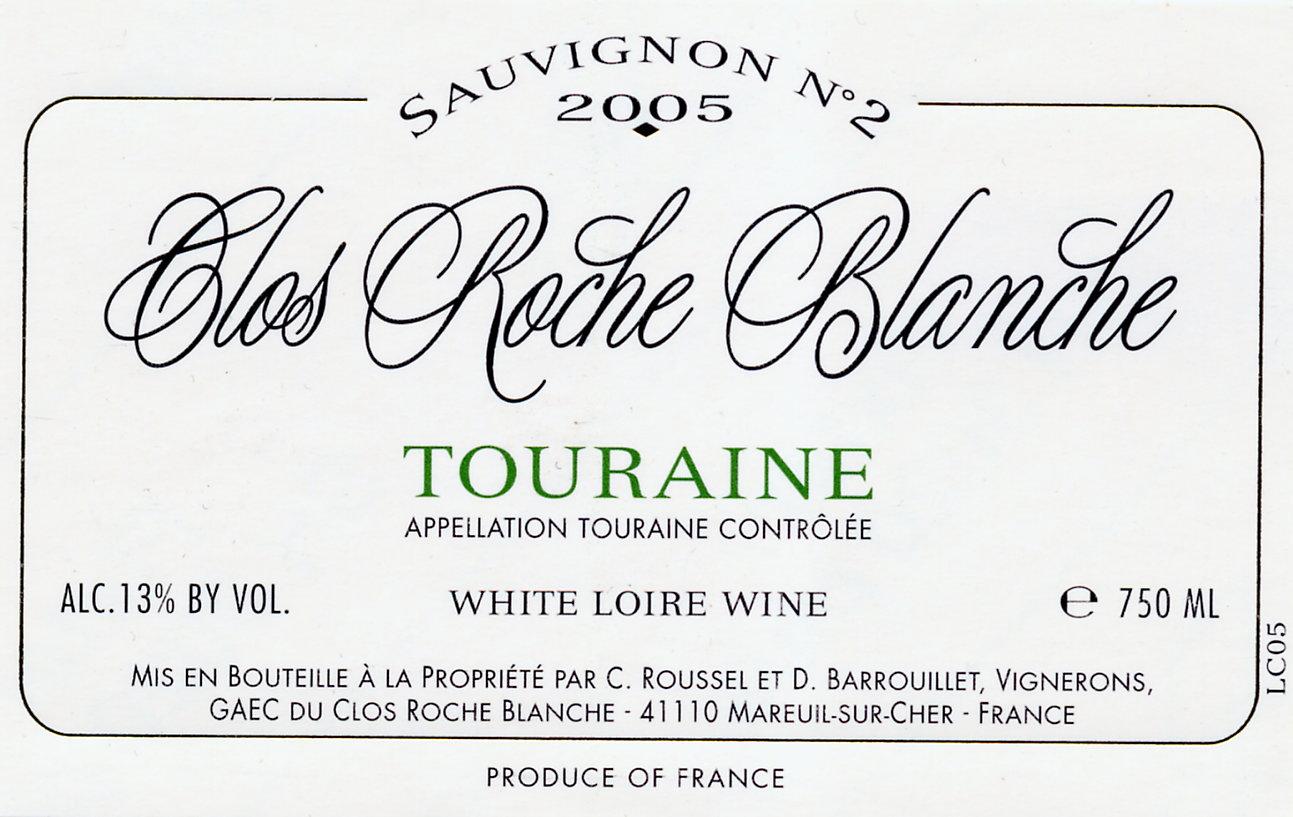 SAUVIGNON N°2
2005
Clos Roche Blanche
TOURAINE
APPELLATION TOURAINE CONTRÔLÉE
ALC.13% BY VOL.
WHITE LOIRE WINE
℮ 750 ML
LC05
MIS EN BOUTEILLE À LA PROPRIÉTÉ PAR C. ROUSSEL ET D. BARROUILLET, VIGNERONS,
GAEC DU CLOS ROCHE BLANCHE - 41110 MAREUIL-SUR-CHER - FRANCE
PRODUCE OF FRANCE